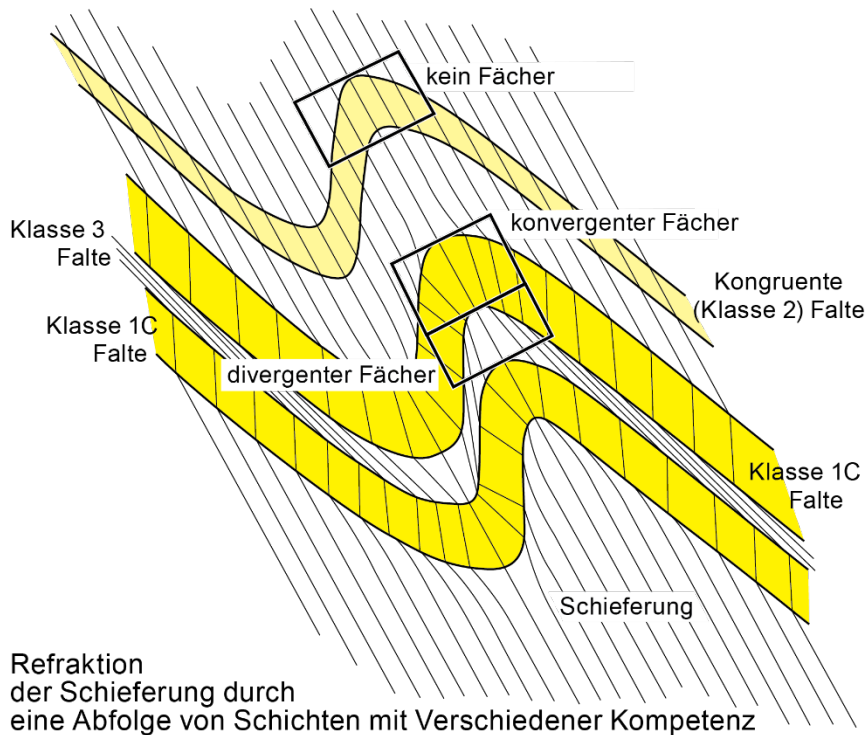 kein Fächer
konvergenter Fächer
Klasse 3
Falte
Kongruente
(Klasse 2) Falte
Klasse 1C
Falte
divergenter Fächer
Klasse 1C
Falte
Schieferung
Refraktion
der Schieferung durch
eine Abfolge von Schichten mit Verschiedener Kompetenz